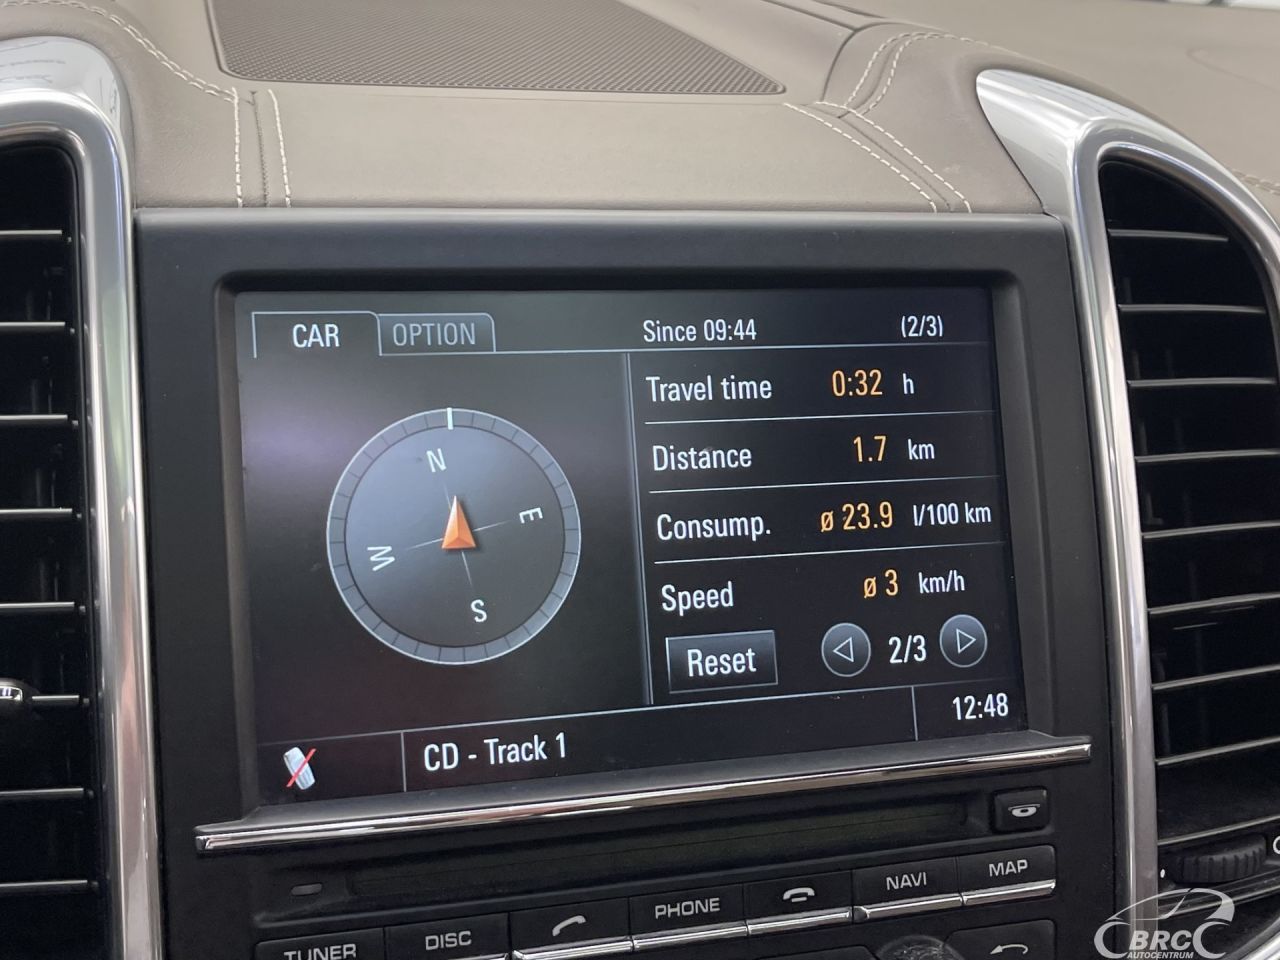 CAR OPTION Since 09:44 (2/3)
Travel time 0:32 h
N
Distance 1.7 km
E
Consump. ø 23.9 l/100 km
W
S
Speed ø 3 km/h
Reset 2/3
CD - Track 1 12:48
TUNER DISC PHONE NAVI MAP
BRC
AUTOCENTRUM